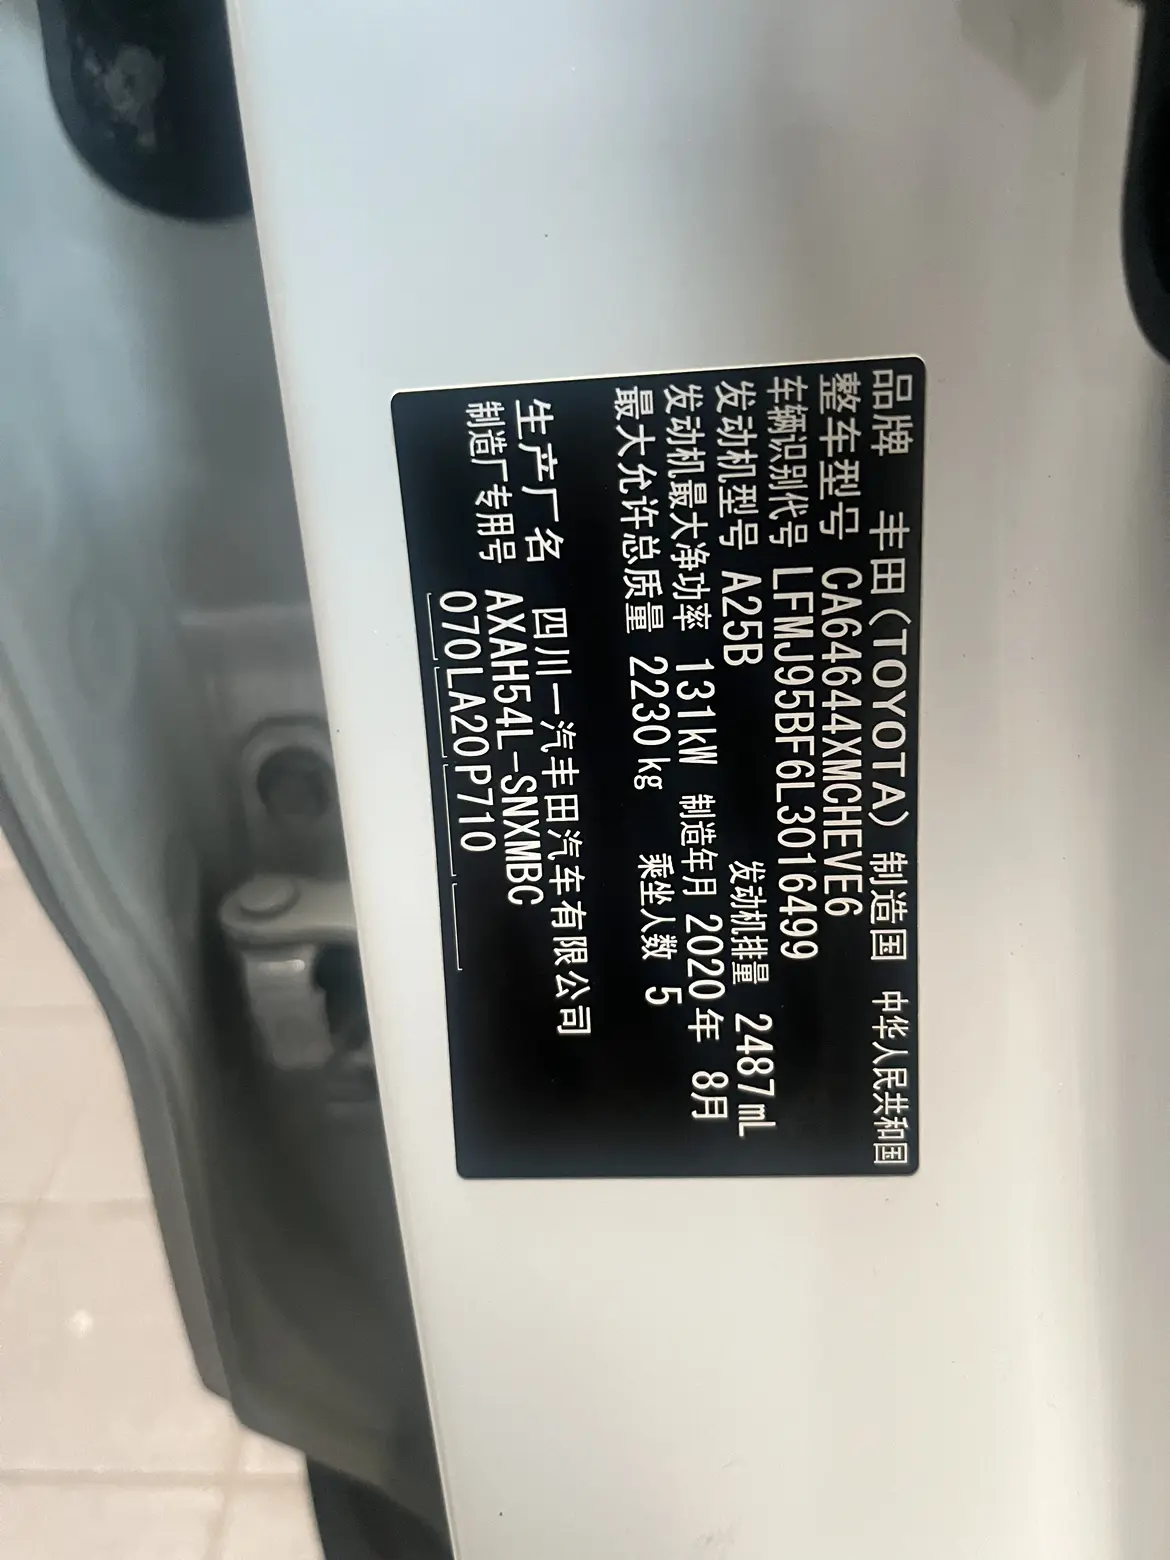 品牌 丰田(TOYOTA) 制造国 中华人民共和国
整车型号 CA64644XMCHEVE6
车辆识别代号 LFMJ95BF6L3016499
发动机型号 A25B 发动机排量 2487mL
发动机最大净功率 131kW 制造年月 2020年 8月
最大允许总质量 2230kg 乘坐人数 5
生产厂名 四川一汽丰田汽车有限公司
制造厂专用号 AXAH54L-SNXMBC
070LA20P710